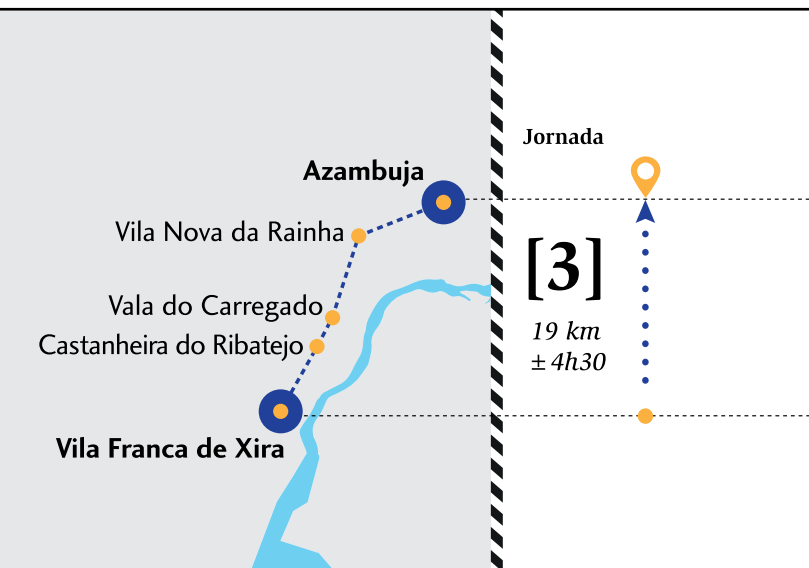 Jornada
Azambuja
Vila Nova da Rainha
[3]
Vala do Carregado
19 km
Castanheira do Ribatejo
± 4h30
Vila Franca de Xira